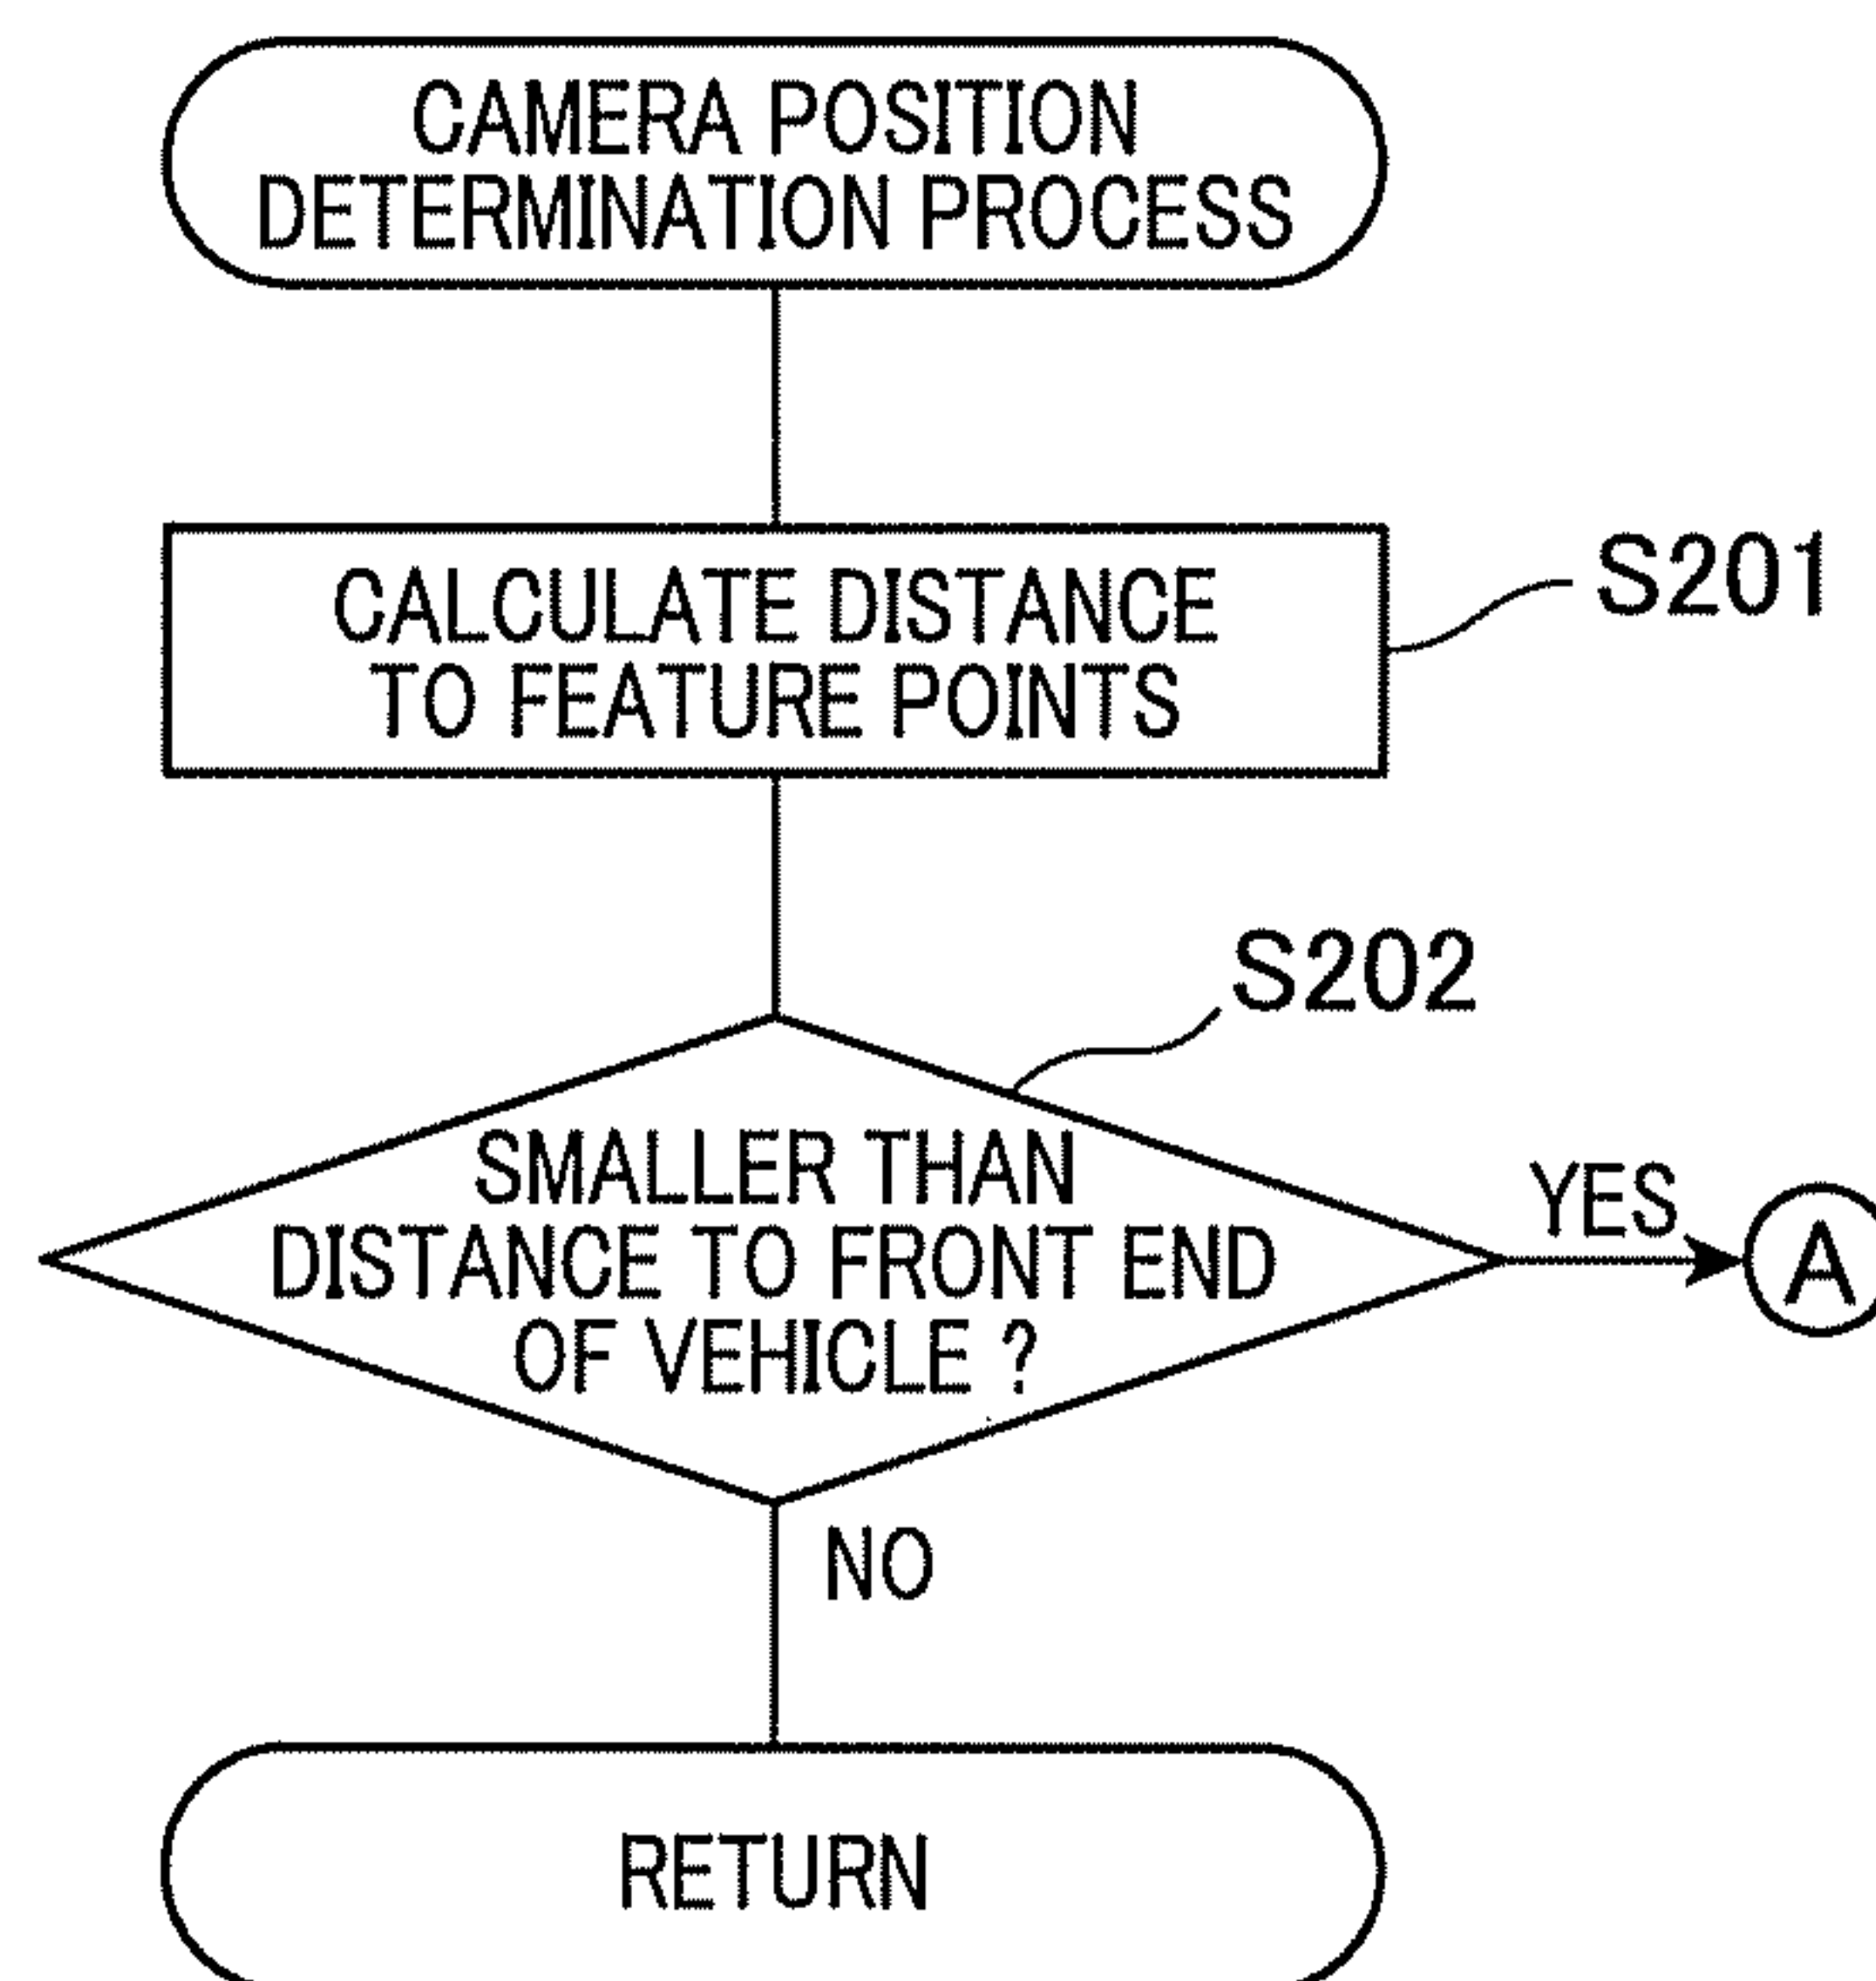 CAMERA POSITION
DETERMINATION PROCESS
CALCULATE DISTANCE
TO FEATURE POINTS
S201
S202
SMALLER THAN
DISTANCE TO FRONT END
OF VEHICLE ?
YES
A
NO
RETURN